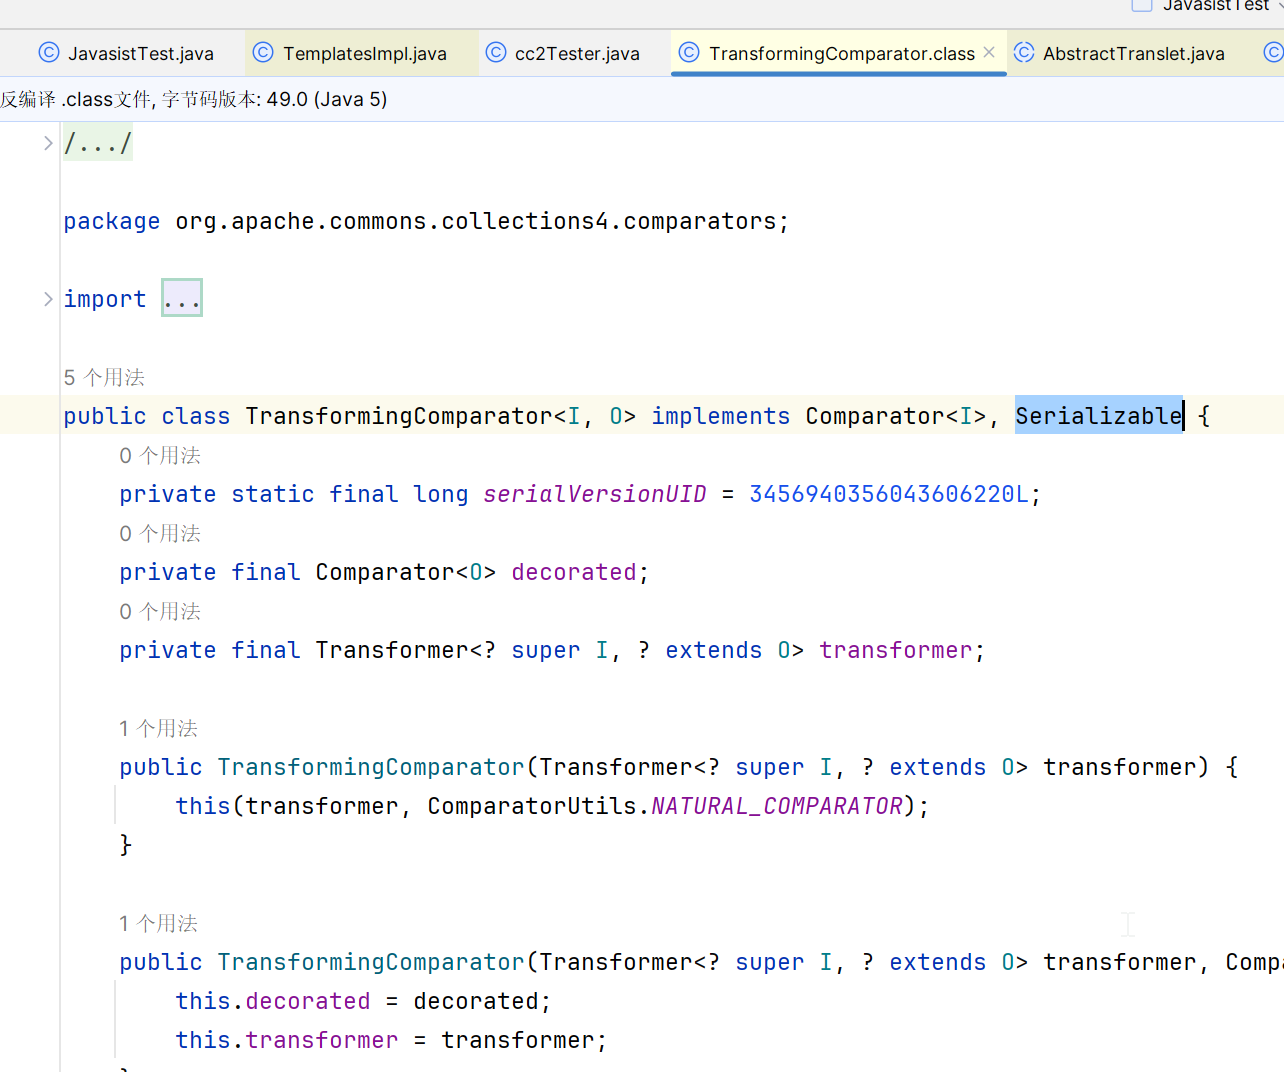 JavasistTest
JavasistTest.java TemplatesImpl.java cc2Tester.java TransformingComparator.class AbstractTranslet.java
反编译 .class文件, 字节码版本: 49.0 (Java 5)
/.../
package org.apache.commons.collections4.comparators;
import ...
5 个用法
public class TransformingComparator<I, O> implements Comparator<I>, Serializable {
0 个用法
private static final long serialVersionUID = 3456940356043606220L;
0 个用法
private final Comparator<O> decorated;
0 个用法
private final Transformer<? super I, ? extends O> transformer;
1 个用法
public TransformingComparator(Transformer<? super I, ? extends O> transformer) {
this(transformer, ComparatorUtils.NATURAL_COMPARATOR);
}
1 个用法
public TransformingComparator(Transformer<? super I, ? extends O> transformer, Comp
this.decorated = decorated;
this.transformer = transformer;
}